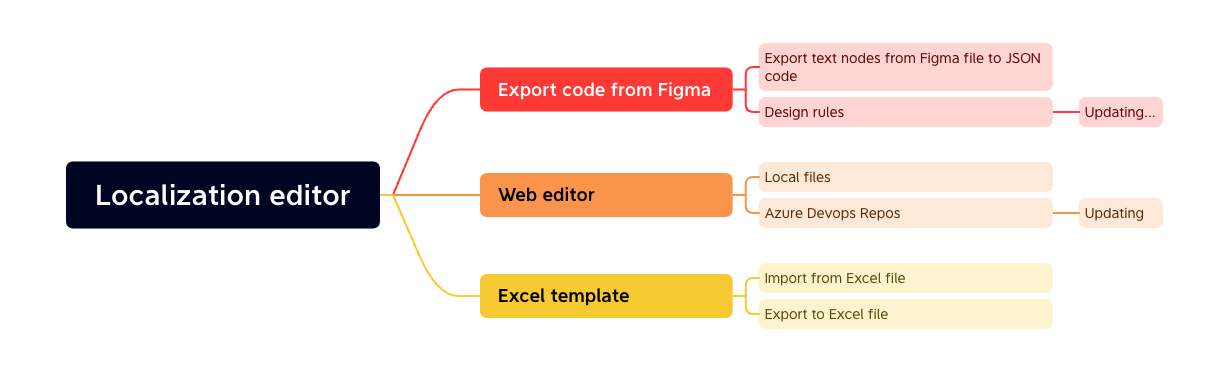 Localization editor
Export code from Figma
Export text nodes from Figma file to JSON
code
Design rules
Updating...
Web editor
Local files
Azure Devops Repos
Updating
Excel template
Import from Excel file
Export to Excel file